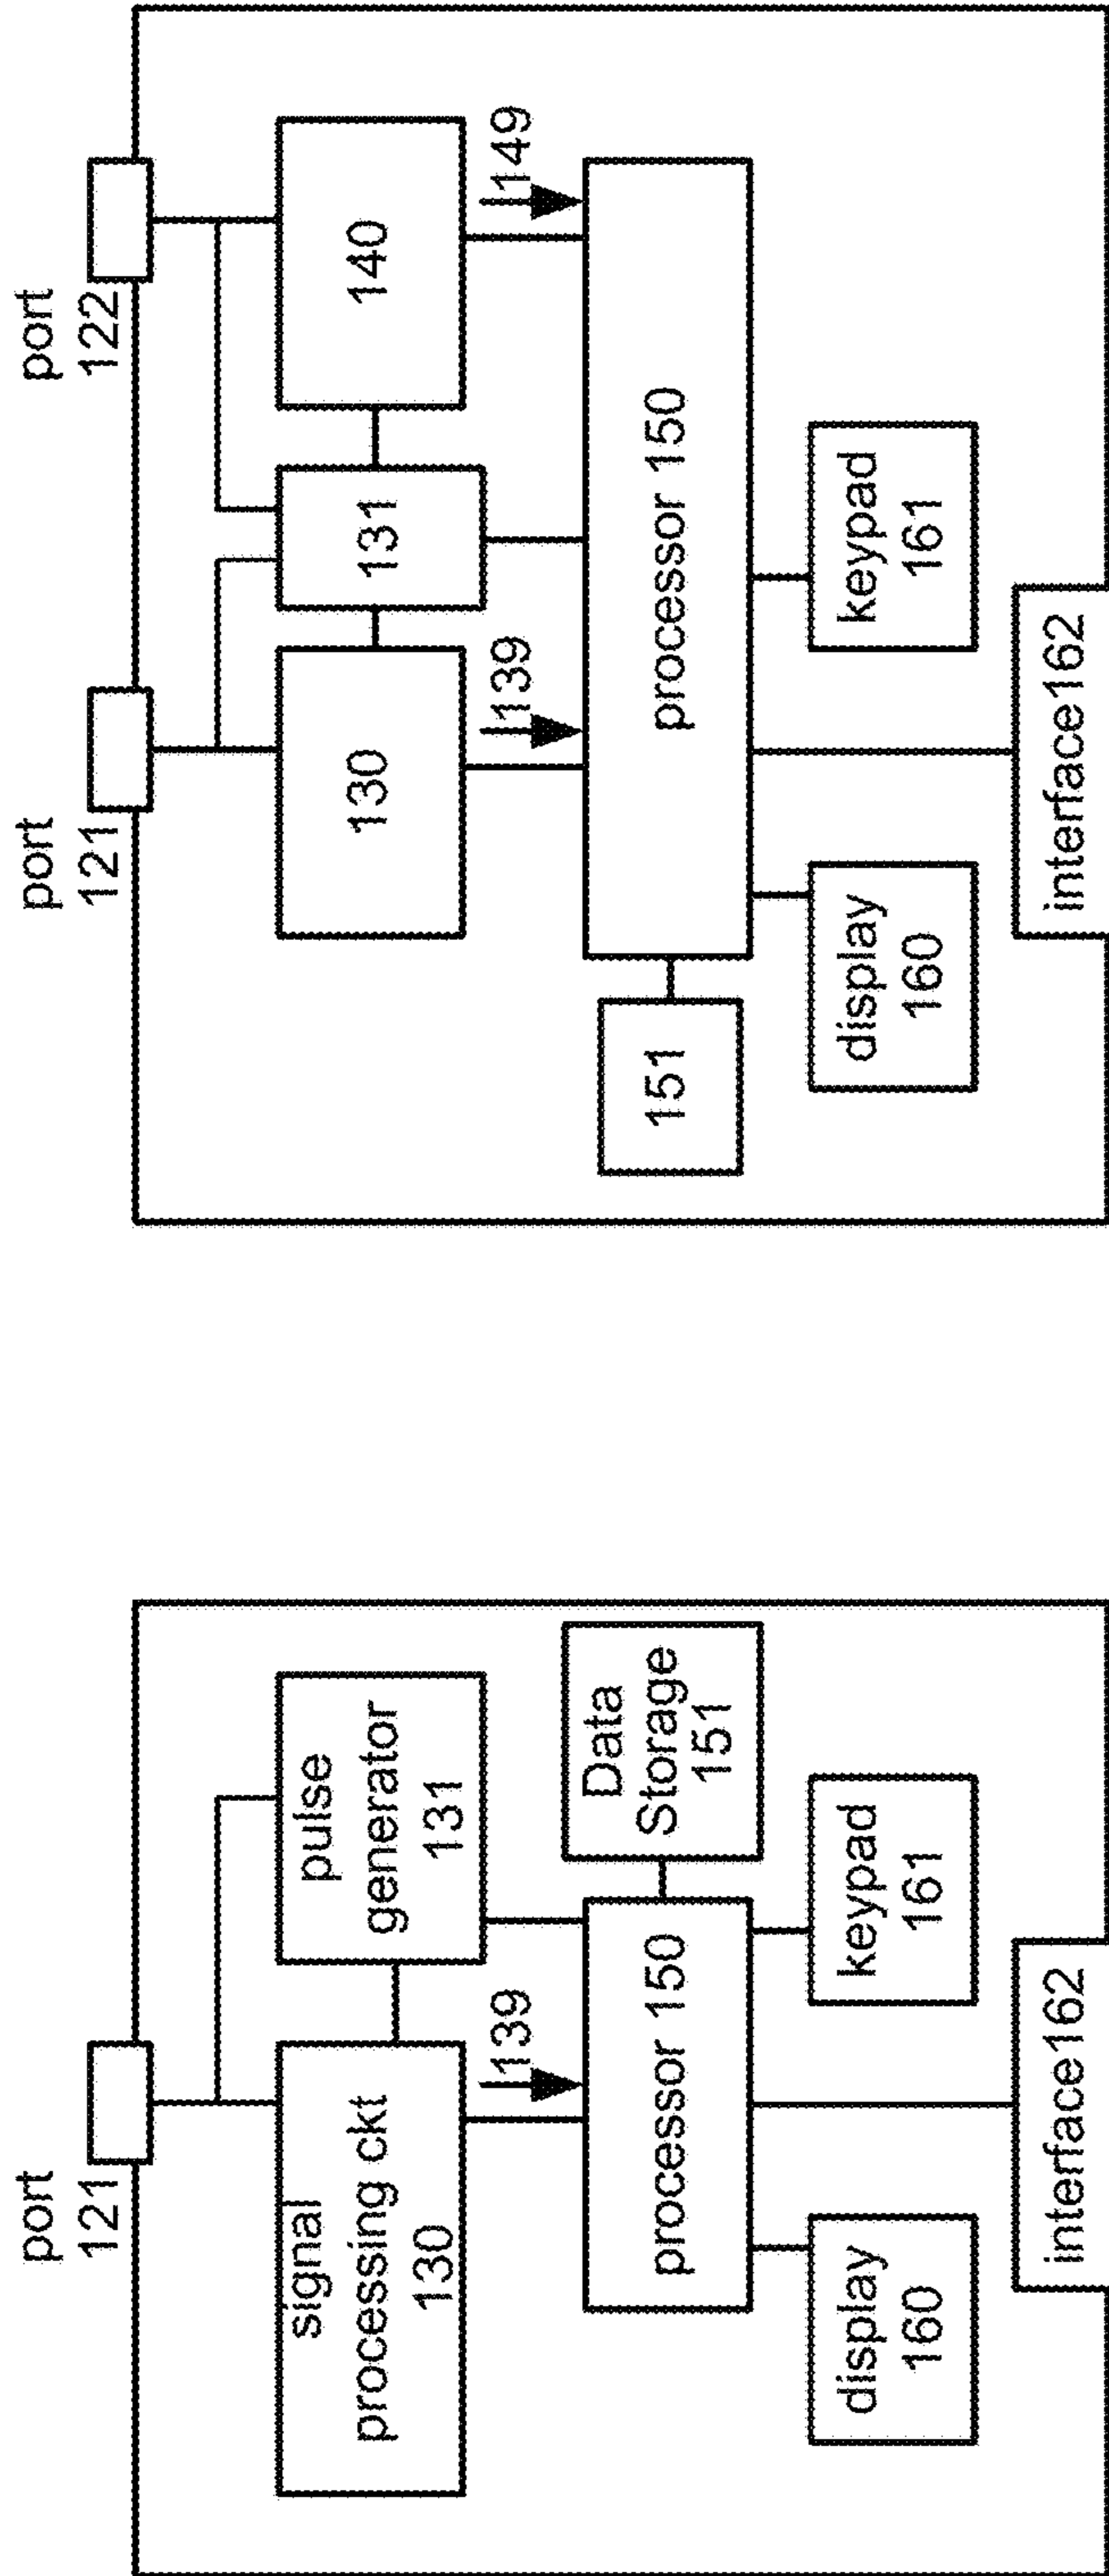 port
121
signal
processing ckt
130
pulse
generator
131
139
processor 150
Data
Storage
151
display
160
keypad
161
interface162
port
121
port
122
130
131
140
139
149
151
processor 150
display
160
keypad
161
interface162